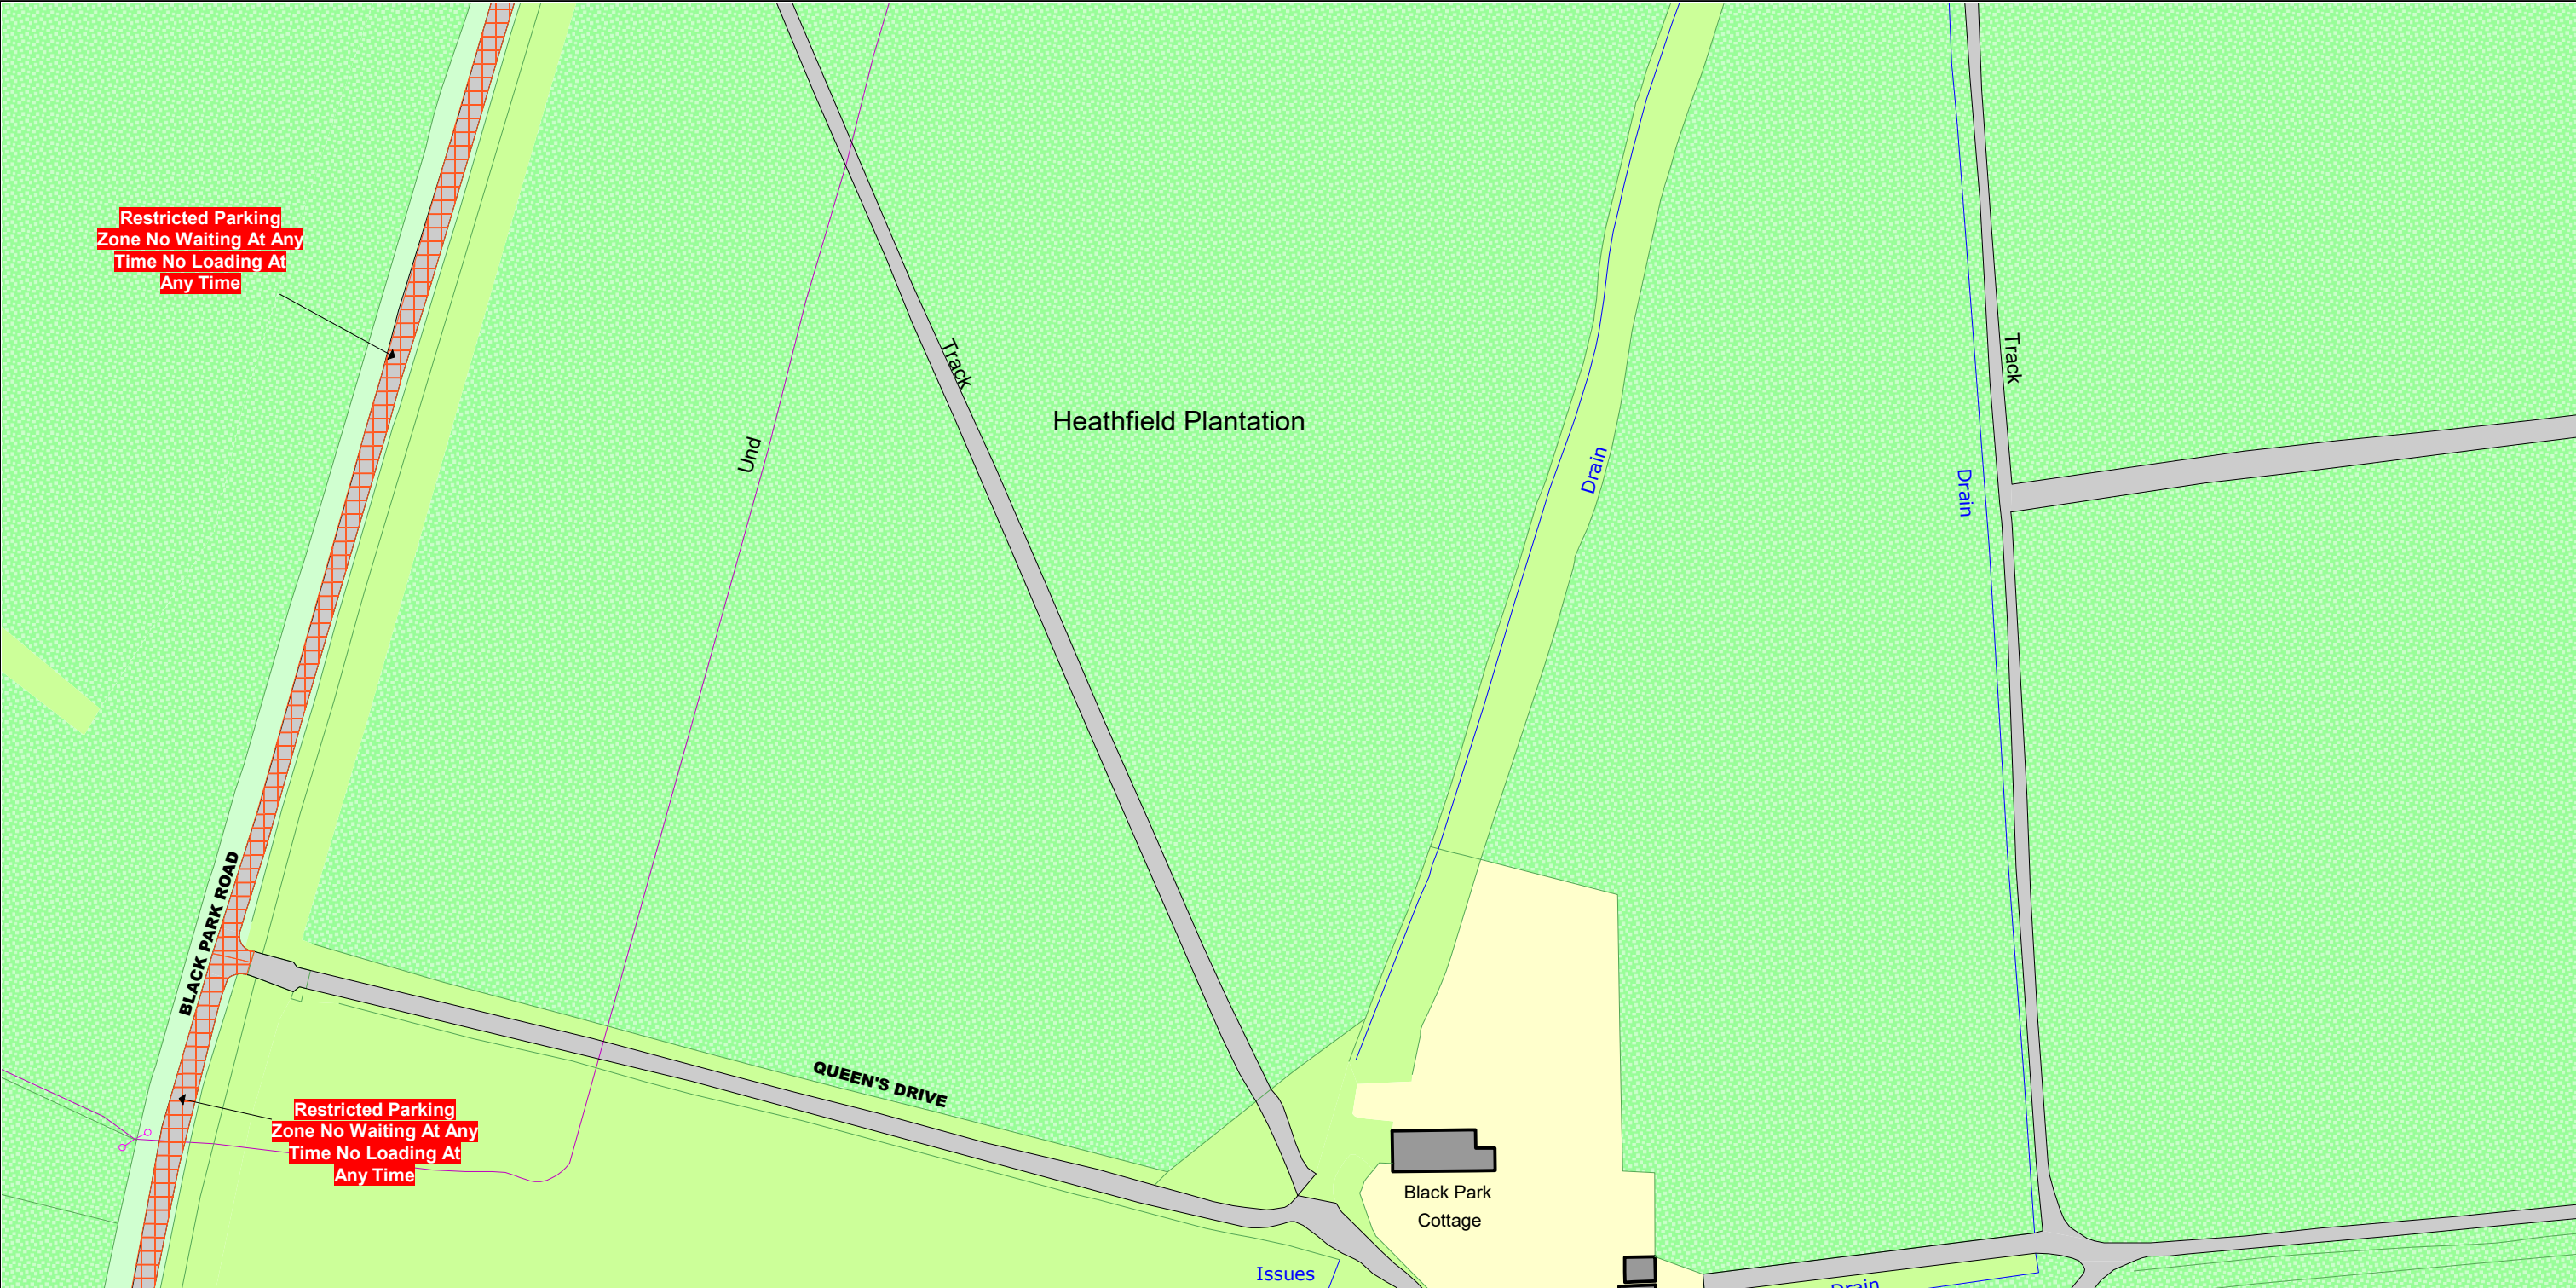 Restricted Parking
Zone No Waiting At Any
Time No Loading At
Any Time
Track
Track
Heathfield Plantation
Und
Drain
Drain
BLACK PARK ROAD
QUEEN'S DRIVE
Restricted Parking
Zone No Waiting At Any
Time No Loading At
Any Time
Black Park
Cottage
Issues
Drain